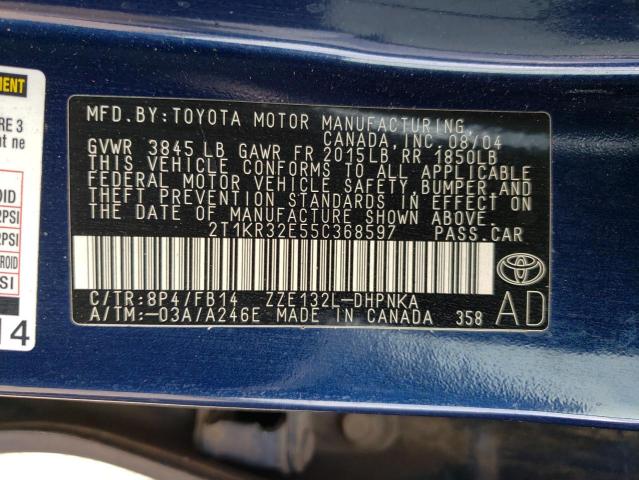 MFD. BY: TOYOTA MOTOR MANUFACTURING,
CANADA, INC. 08/04
GVWR 3845 LB GAWR FR 2015LB RR 1850LB
THIS VEHICLE CONFORMS TO ALL APPLICABLE
FEDERAL MOTOR VEHICLE SAFETY, BUMPER AND
THEFT PREVENTION STANDARDS IN EFFECT ON
THE DATE OF MANUFACTURE SHOWN ABOVE.
2T1KR32E55C368597 PASS. CAR
C/TR: 8P4/FB14 ZZE132L-DHPNKA
A/TM:-03A/A246E MADE IN CANADA 358
AD
14